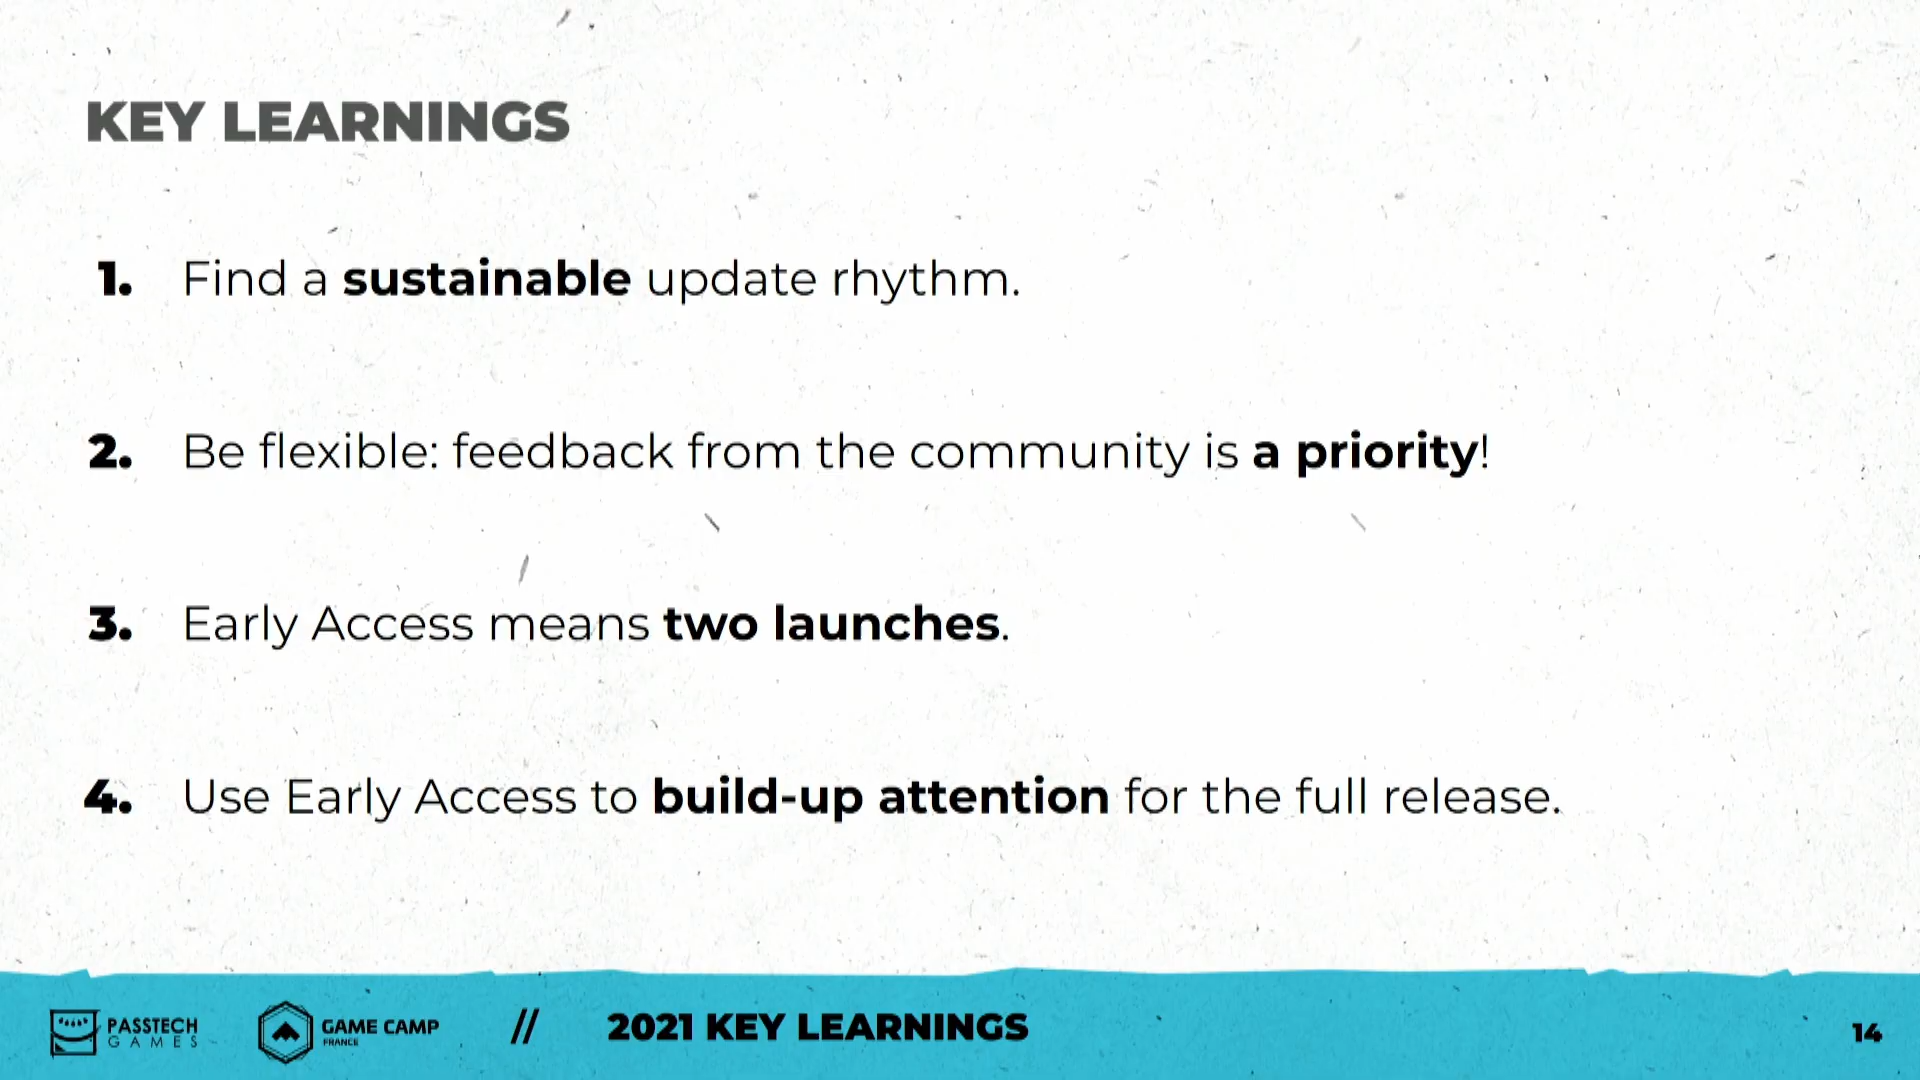 KEY LEARNINGS
1. Find a sustainable update rhythm.
2. Be flexible: feedback from the community is a priority!
3. Early Access means two launches.
4. Use Early Access to build-up attention for the full release.
PASSTECH
GAMES
GAME CAMP
FRANCE
// 2021 KEY LEARNINGS
14